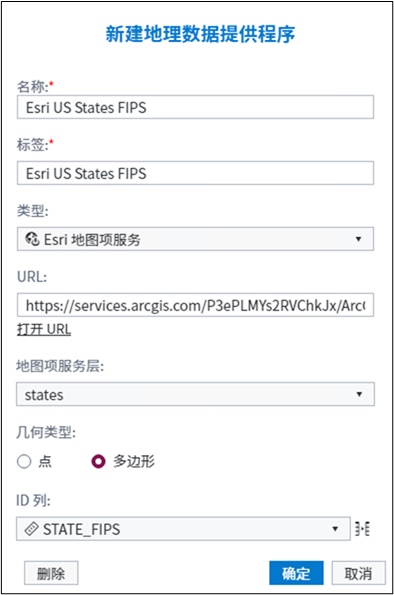 新建地理数据提供程序
名称:*
Esri US States FIPS
标签:*
Esri US States FIPS
类型:
Esri 地图项服务
URL:
https://services.arcgis.com/P3ePLMYs2RVChkJx/Arc
打开 URL
地图项服务层:
states
几何类型:
点 多边形
ID 列:
STATE_FIPS
删除 确定 取消